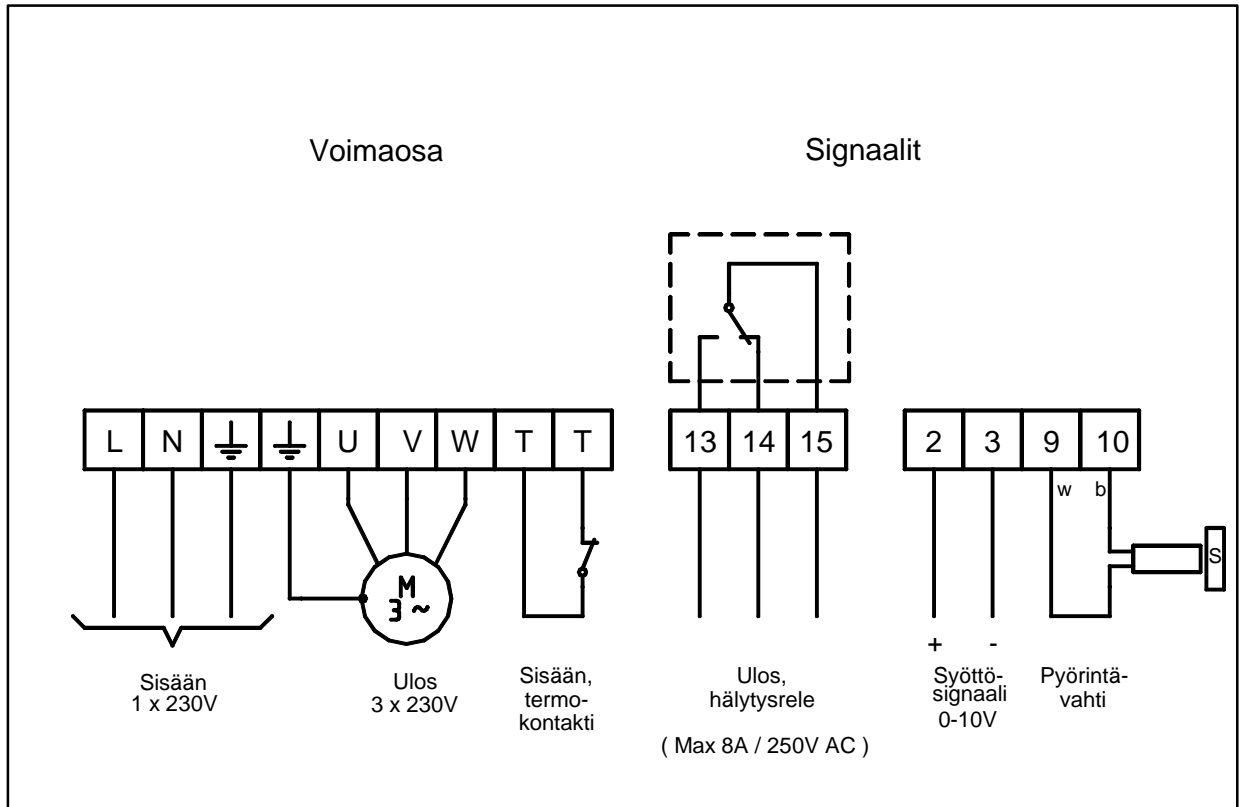 Voimaosa
Signaalit
L N U V W T T
13 14 15
2 3 9 10
w b
S
M
3 ~
+ -
Sisään
1 x 230V
Ulos
3 x 230V
Sisään,
termo-
kontakti
Ulos,
hälytysrele
( Max 8A / 250V AC )
Syöttö-
signaali
0-10V
Pyörintä-
vahti